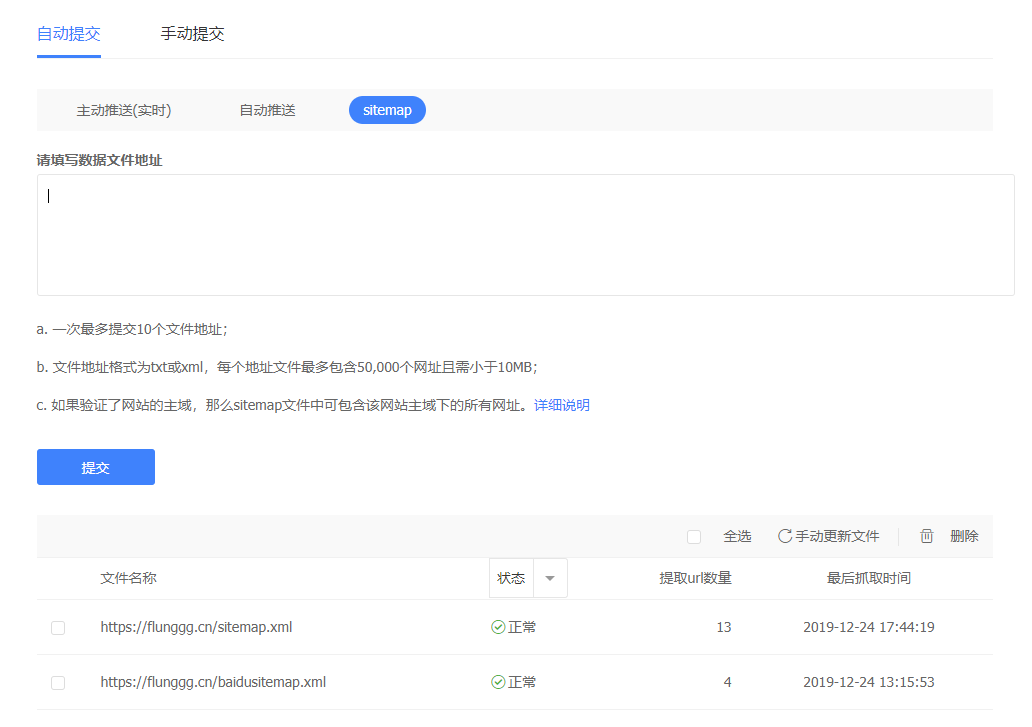 自动提交 手动提交
主动推送(实时) 自动推送 sitemap
请填写数据文件地址
a. 一次最多提交10个文件地址；
b. 文件地址格式为txt或xml，每个地址文件最多包含50,000个网址且需小于10MB；
c. 如果验证了网站的主域，那么sitemap文件中可包含该网站主域下的所有网址。详细说明
提交
全选 手动更新文件 删除
文件名称 状态 提取url数量 最后抓取时间
https://flunggg.cn/sitemap.xml 正常 13 2019-12-24 17:44:19
https://flunggg.cn/baidusitemap.xml 正常 4 2019-12-24 13:15:53